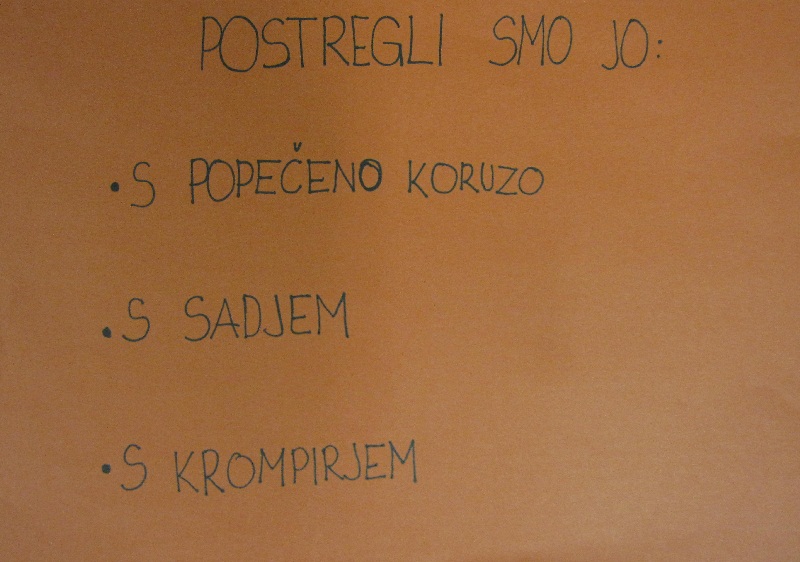 POSTREGLI SMO JO:
• S POPEČENO KORUZO
• S SADJEM
• S KROMPIRJEM